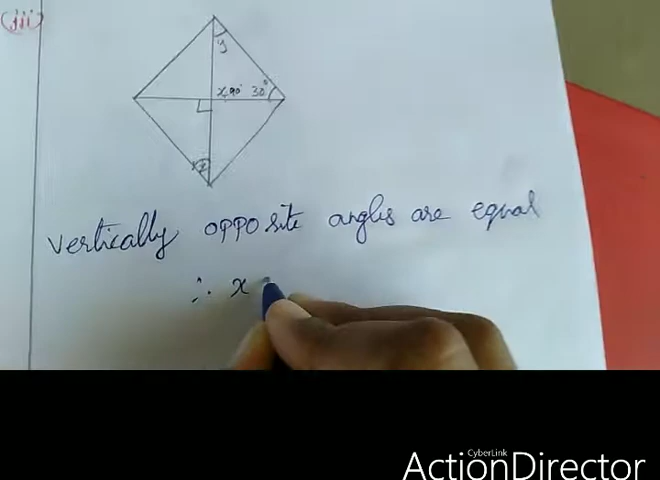 (iii)
y
x 90° 30°
z
vertically opposite angles are equal
∴ x
CyberLink
ActionDirector